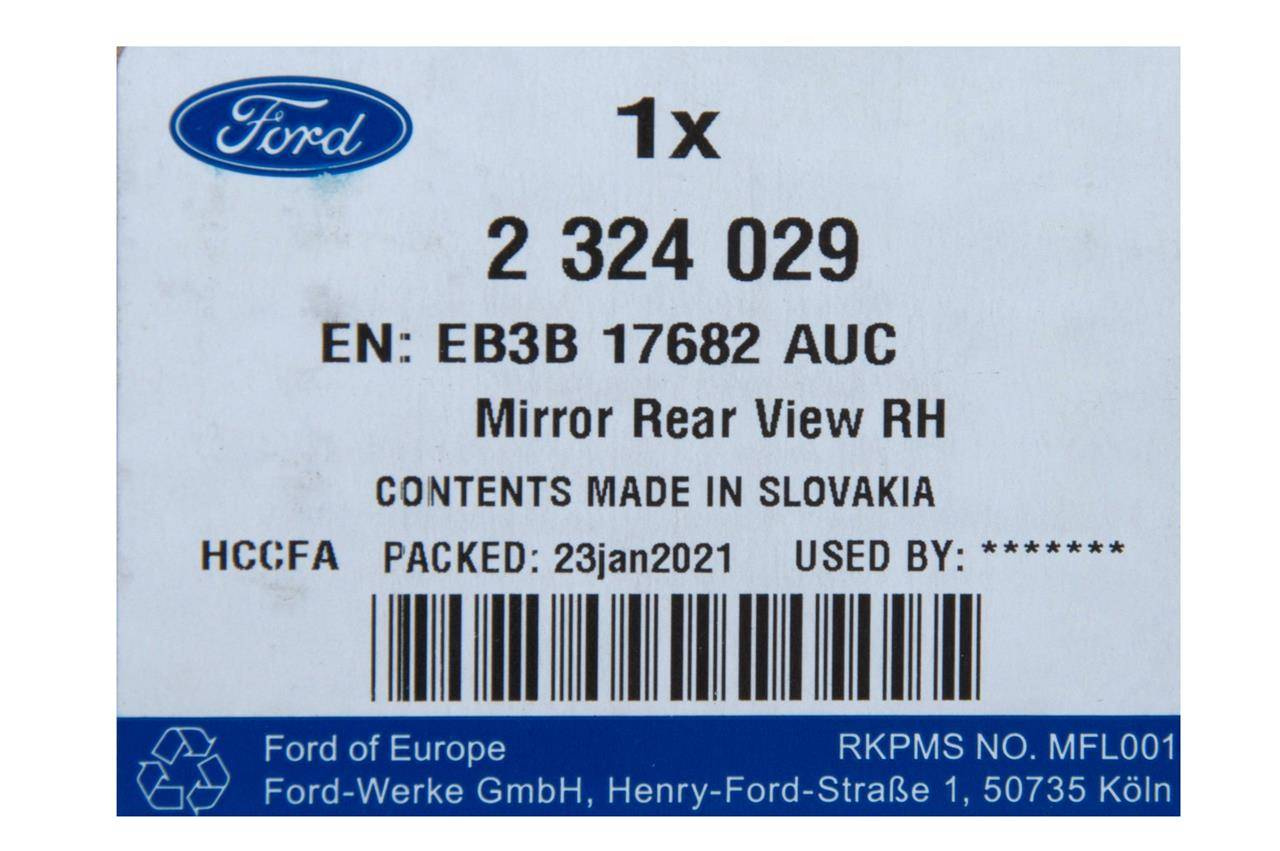 Ford
1x
2 324 029
EN: EB3B 17682 AUC
Mirror Rear View RH
CONTENTS MADE IN SLOVAKIA
HCCFA PACKED: 23jan2021 USED BY: *******
Ford of Europe RKPMS NO. MFL001
Ford-Werke GmbH, Henry-Ford-Straße 1, 50735 Köln